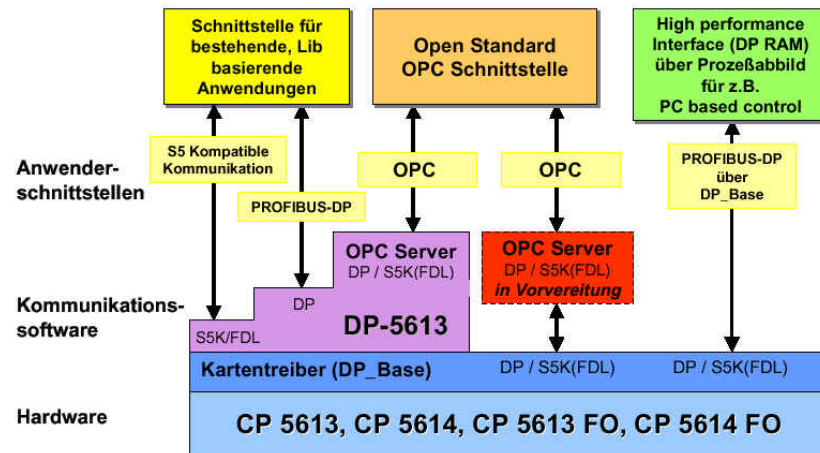 Schnittstelle für
bestehende, Lib
basierende
Anwendungen
Open Standard
OPC Schnittstelle
High performance
Interface (DP RAM)
über Prozeßabbild
für z.B.
PC based control
Anwender-
schnittstellen
S5 Kompatible
Kommunikation
PROFIBUS-DP
OPC
OPC
PROFIBUS-DP
über
DP_Base
Kommunikations-
software
S5K/FDL
DP
OPC Server
DP / S5K(FDL)
DP-5613
OPC Server
DP / S5K(FDL)
in Vorvereitung
Kartentreiber (DP_Base)
DP / S5K(FDL)
DP / S5K(FDL)
Hardware
CP 5613, CP 5614, CP 5613 FO, CP 5614 FO